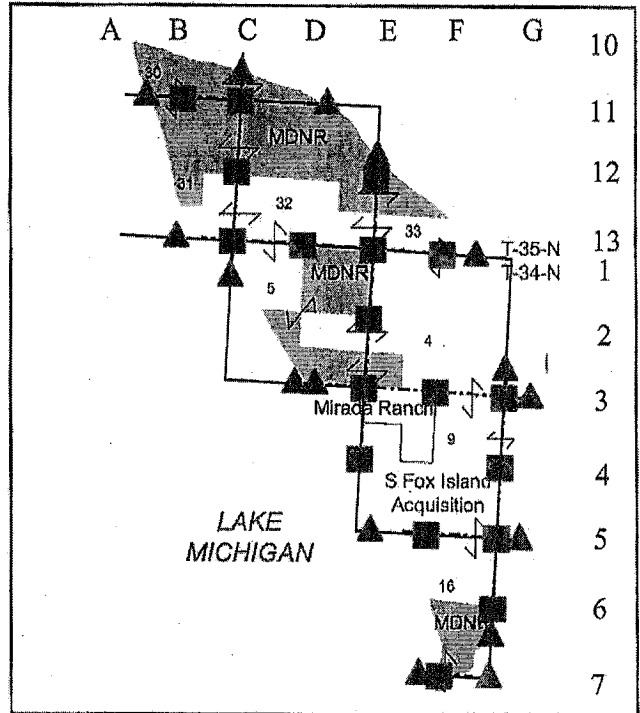 A B C D E F G
10
30
11
MDNR
12
31
32
33
13
T-35-N
MDNR
T-34-N
1
5
2
4
3
Mirada Ranch
9
4
S Fox Island
Acquisition
LAKE
MICHIGAN
5
16
6
MDNR
7